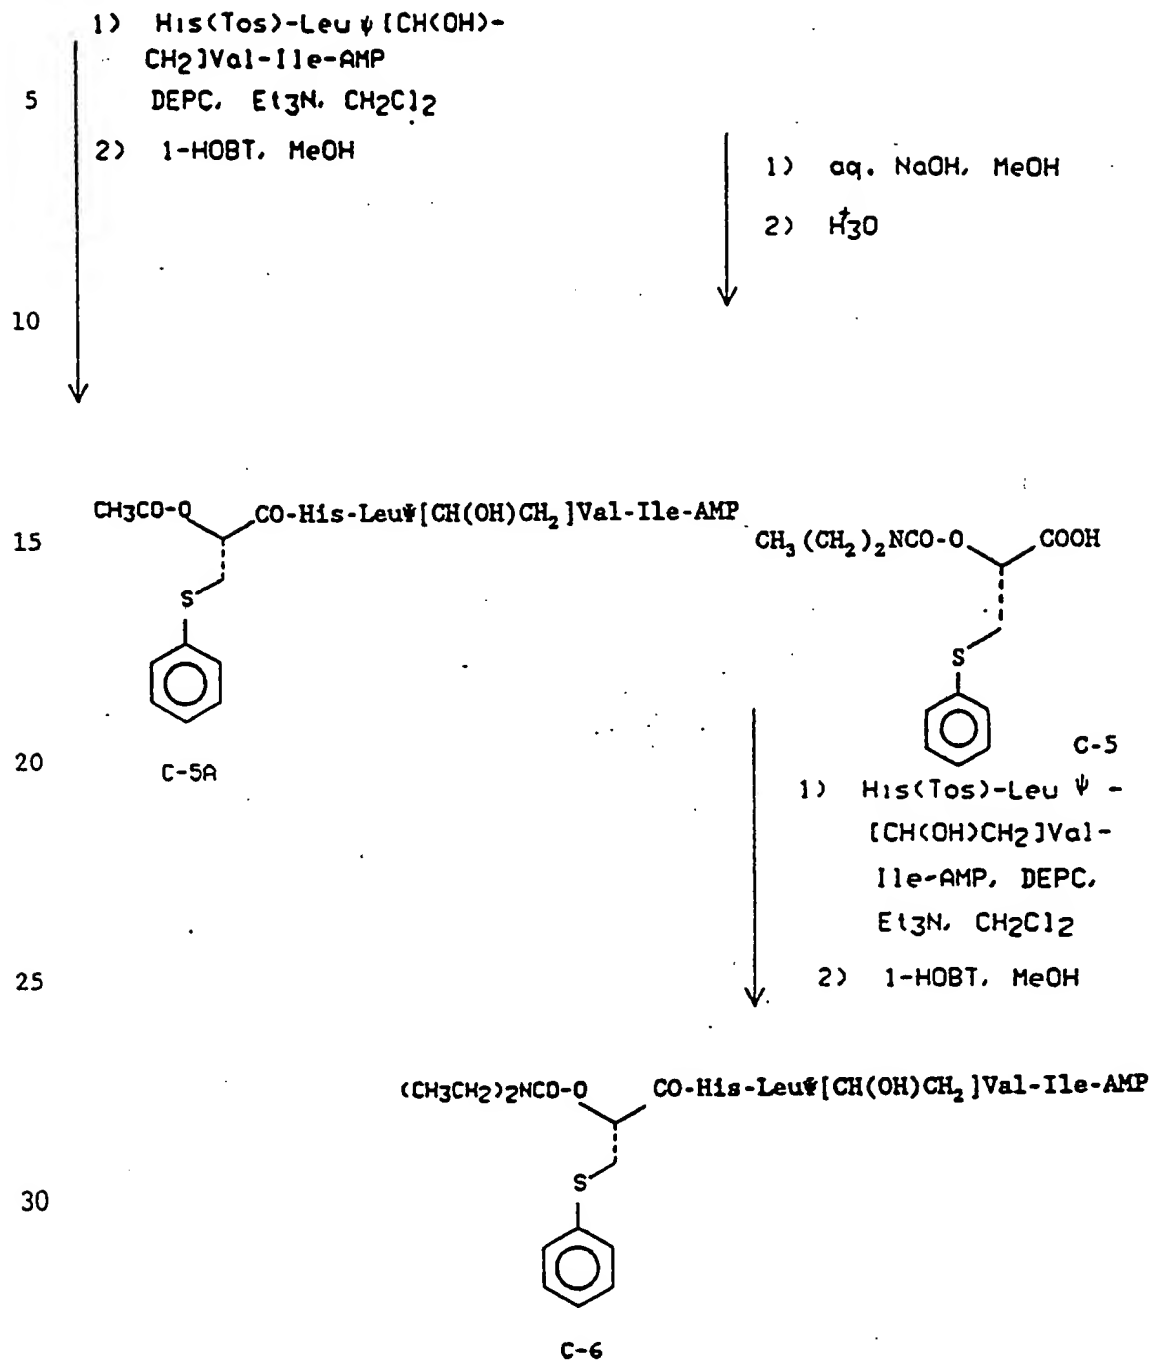 1) His(Tos)-Leu ψ [CH(OH)-
CH2]Val-Ile-AMP
5
DEPC, Et3N, CH2Cl2
2) 1-HOBT, MeOH
1) aq. NaOH, MeOH
2) H3+O
10
CH3CO-O CO-His-LeuΨ[CH(OH)CH2]Val-Ile-AMP
15
CH3(CH2)2NCO-O COOH
S
S
C-5
20
C-5A
1) His(Tos)-Leu ψ -
[CH(OH)CH2]Val-
Ile-AMP, DEPC,
Et3N, CH2Cl2
25
2) 1-HOBT, MeOH
(CH3CH2)2NCO-O CO-His-LeuΨ[CH(OH)CH2]Val-Ile-AMP
30
S
C-6